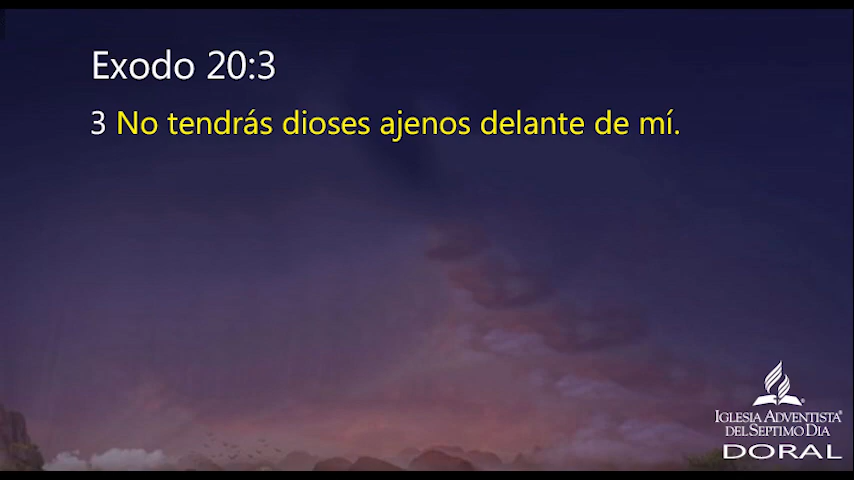 Exodo 20:3
3 No tendrás dioses ajenos delante de mí.
IGLESIA ADVENTISTA®
DEL SEPTIMO DIA
DORAL